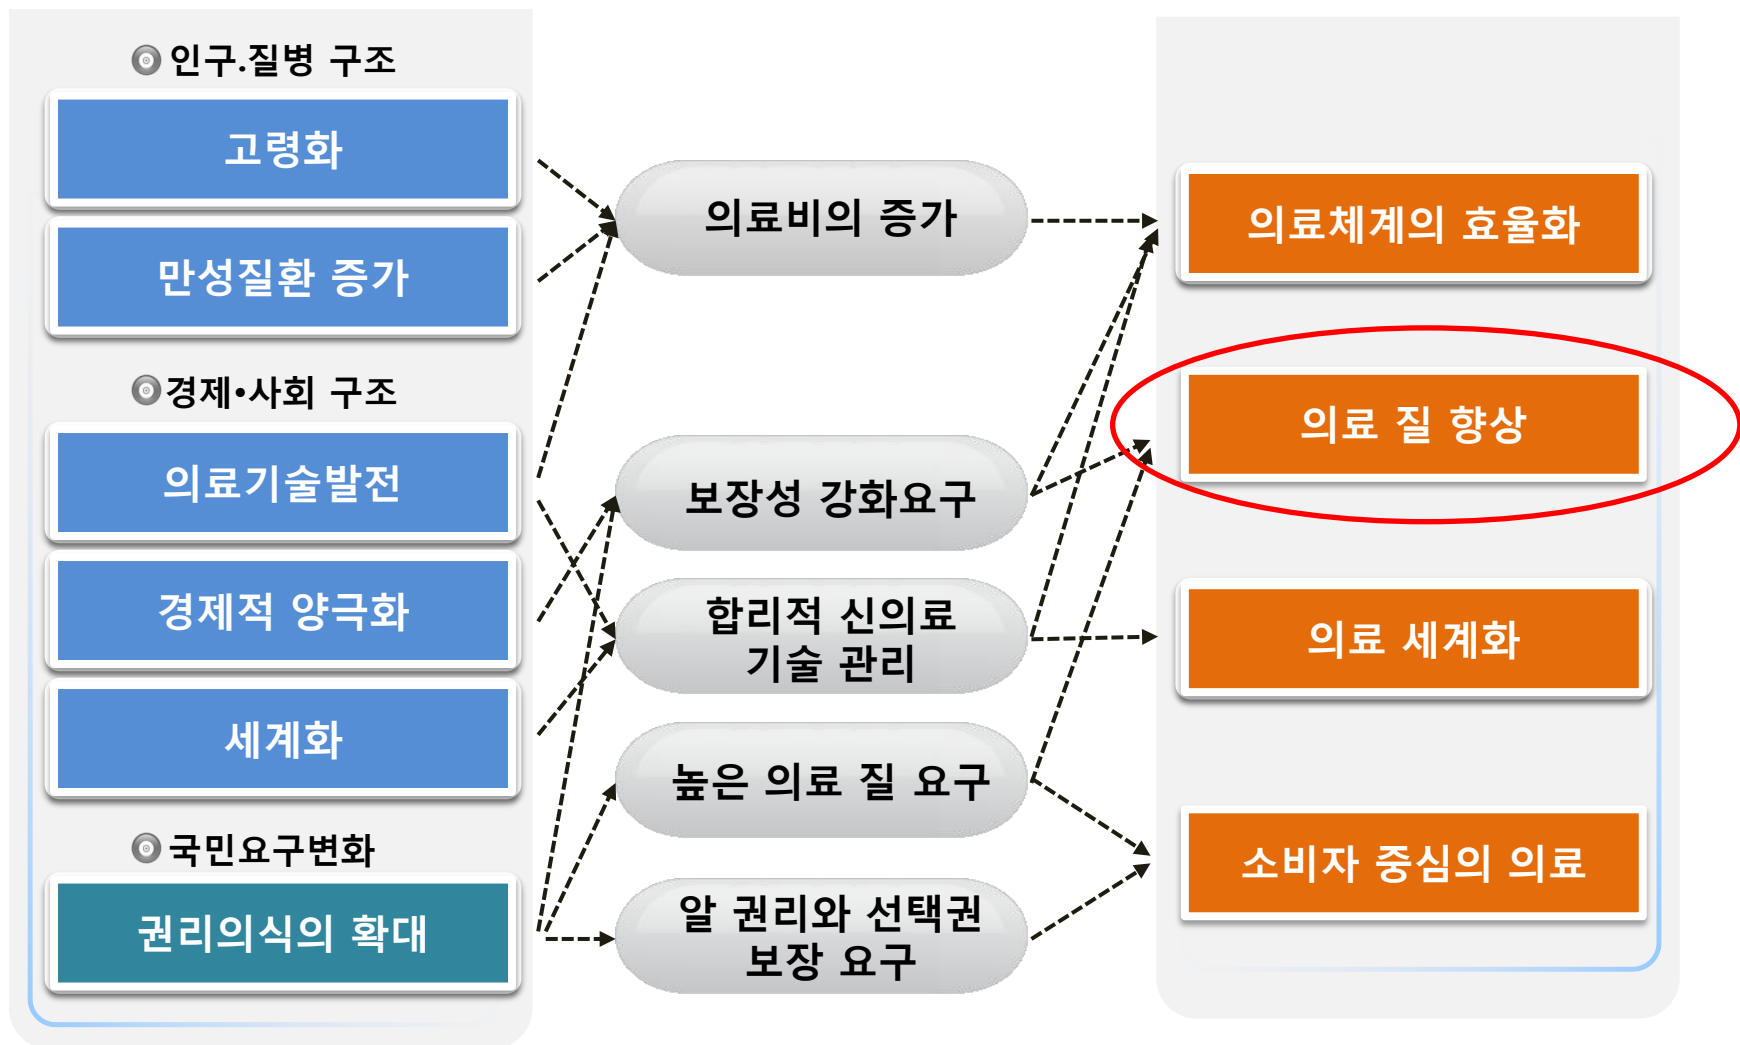 인구.질병 구조
고령화
만성질환 증가
경제•사회 구조
의료기술발전
경제적 양극화
세계화
국민요구변화
권리의식의 확대
의료비의 증가
보장성 강화요구
합리적 신의료
기술 관리
높은 의료 질 요구
알 권리와 선택권
보장 요구
의료체계의 효율화
의료 질 향상
의료 세계화
소비자 중심의 의료